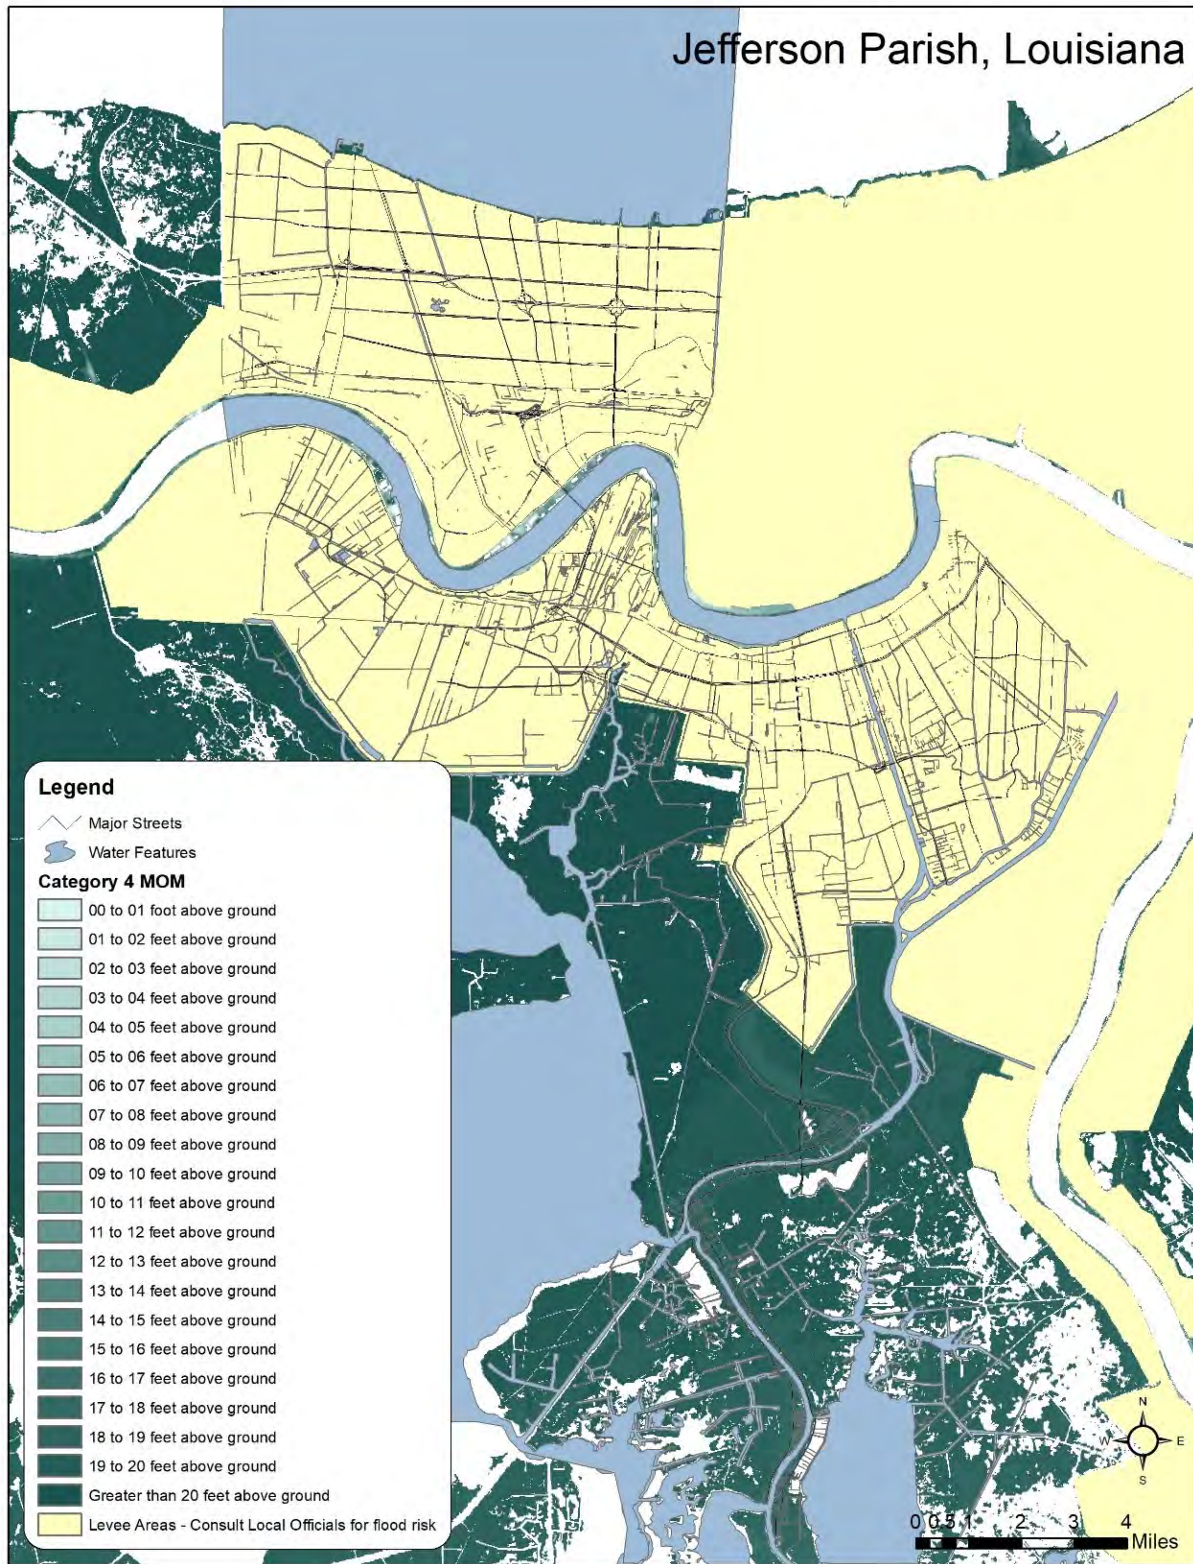 Jefferson Parish, Louisiana
Legend
Major Streets
Water Features
Category 4 MOM
00 to 01 foot above ground
01 to 02 feet above ground
02 to 03 feet above ground
03 to 04 feet above ground
04 to 05 feet above ground
05 to 06 feet above ground
06 to 07 feet above ground
07 to 08 feet above ground
08 to 09 feet above ground
09 to 10 feet above ground
10 to 11 feet above ground
11 to 12 feet above ground
12 to 13 feet above ground
13 to 14 feet above ground
14 to 15 feet above ground
15 to 16 feet above ground
16 to 17 feet above ground
17 to 18 feet above ground
18 to 19 feet above ground
19 to 20 feet above ground
Greater than 20 feet above ground
Levee Areas - Consult Local Officials for flood risk
N
W E
S
0 0.5 1 2 3 4
Miles